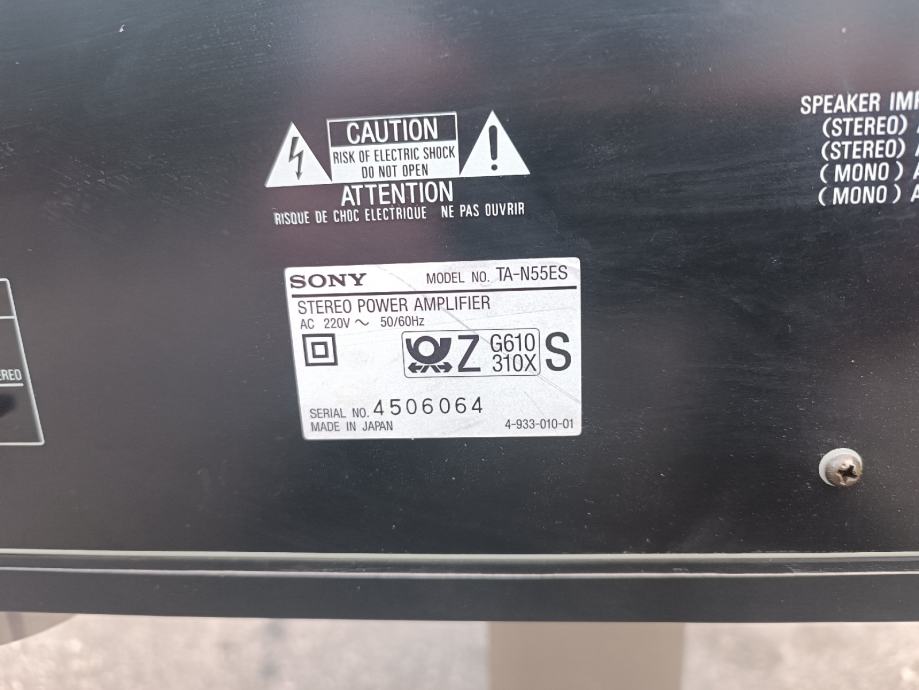 CAUTION
RISK OF ELECTRIC SHOCK
DO NOT OPEN
ATTENTION
RISQUE DE CHOC ELECTRIQUE NE PAS OUVRIR
SPEAKER
(STEREO)
(STEREO)
(MONO)
(MONO)
SONY MODEL NO. TA-N55ES
STEREO POWER AMPLIFIER
AC 220V ~ 50/60Hz
Z G610 S
310X
SERIAL NO. 4506064
MADE IN JAPAN 4-933-010-01